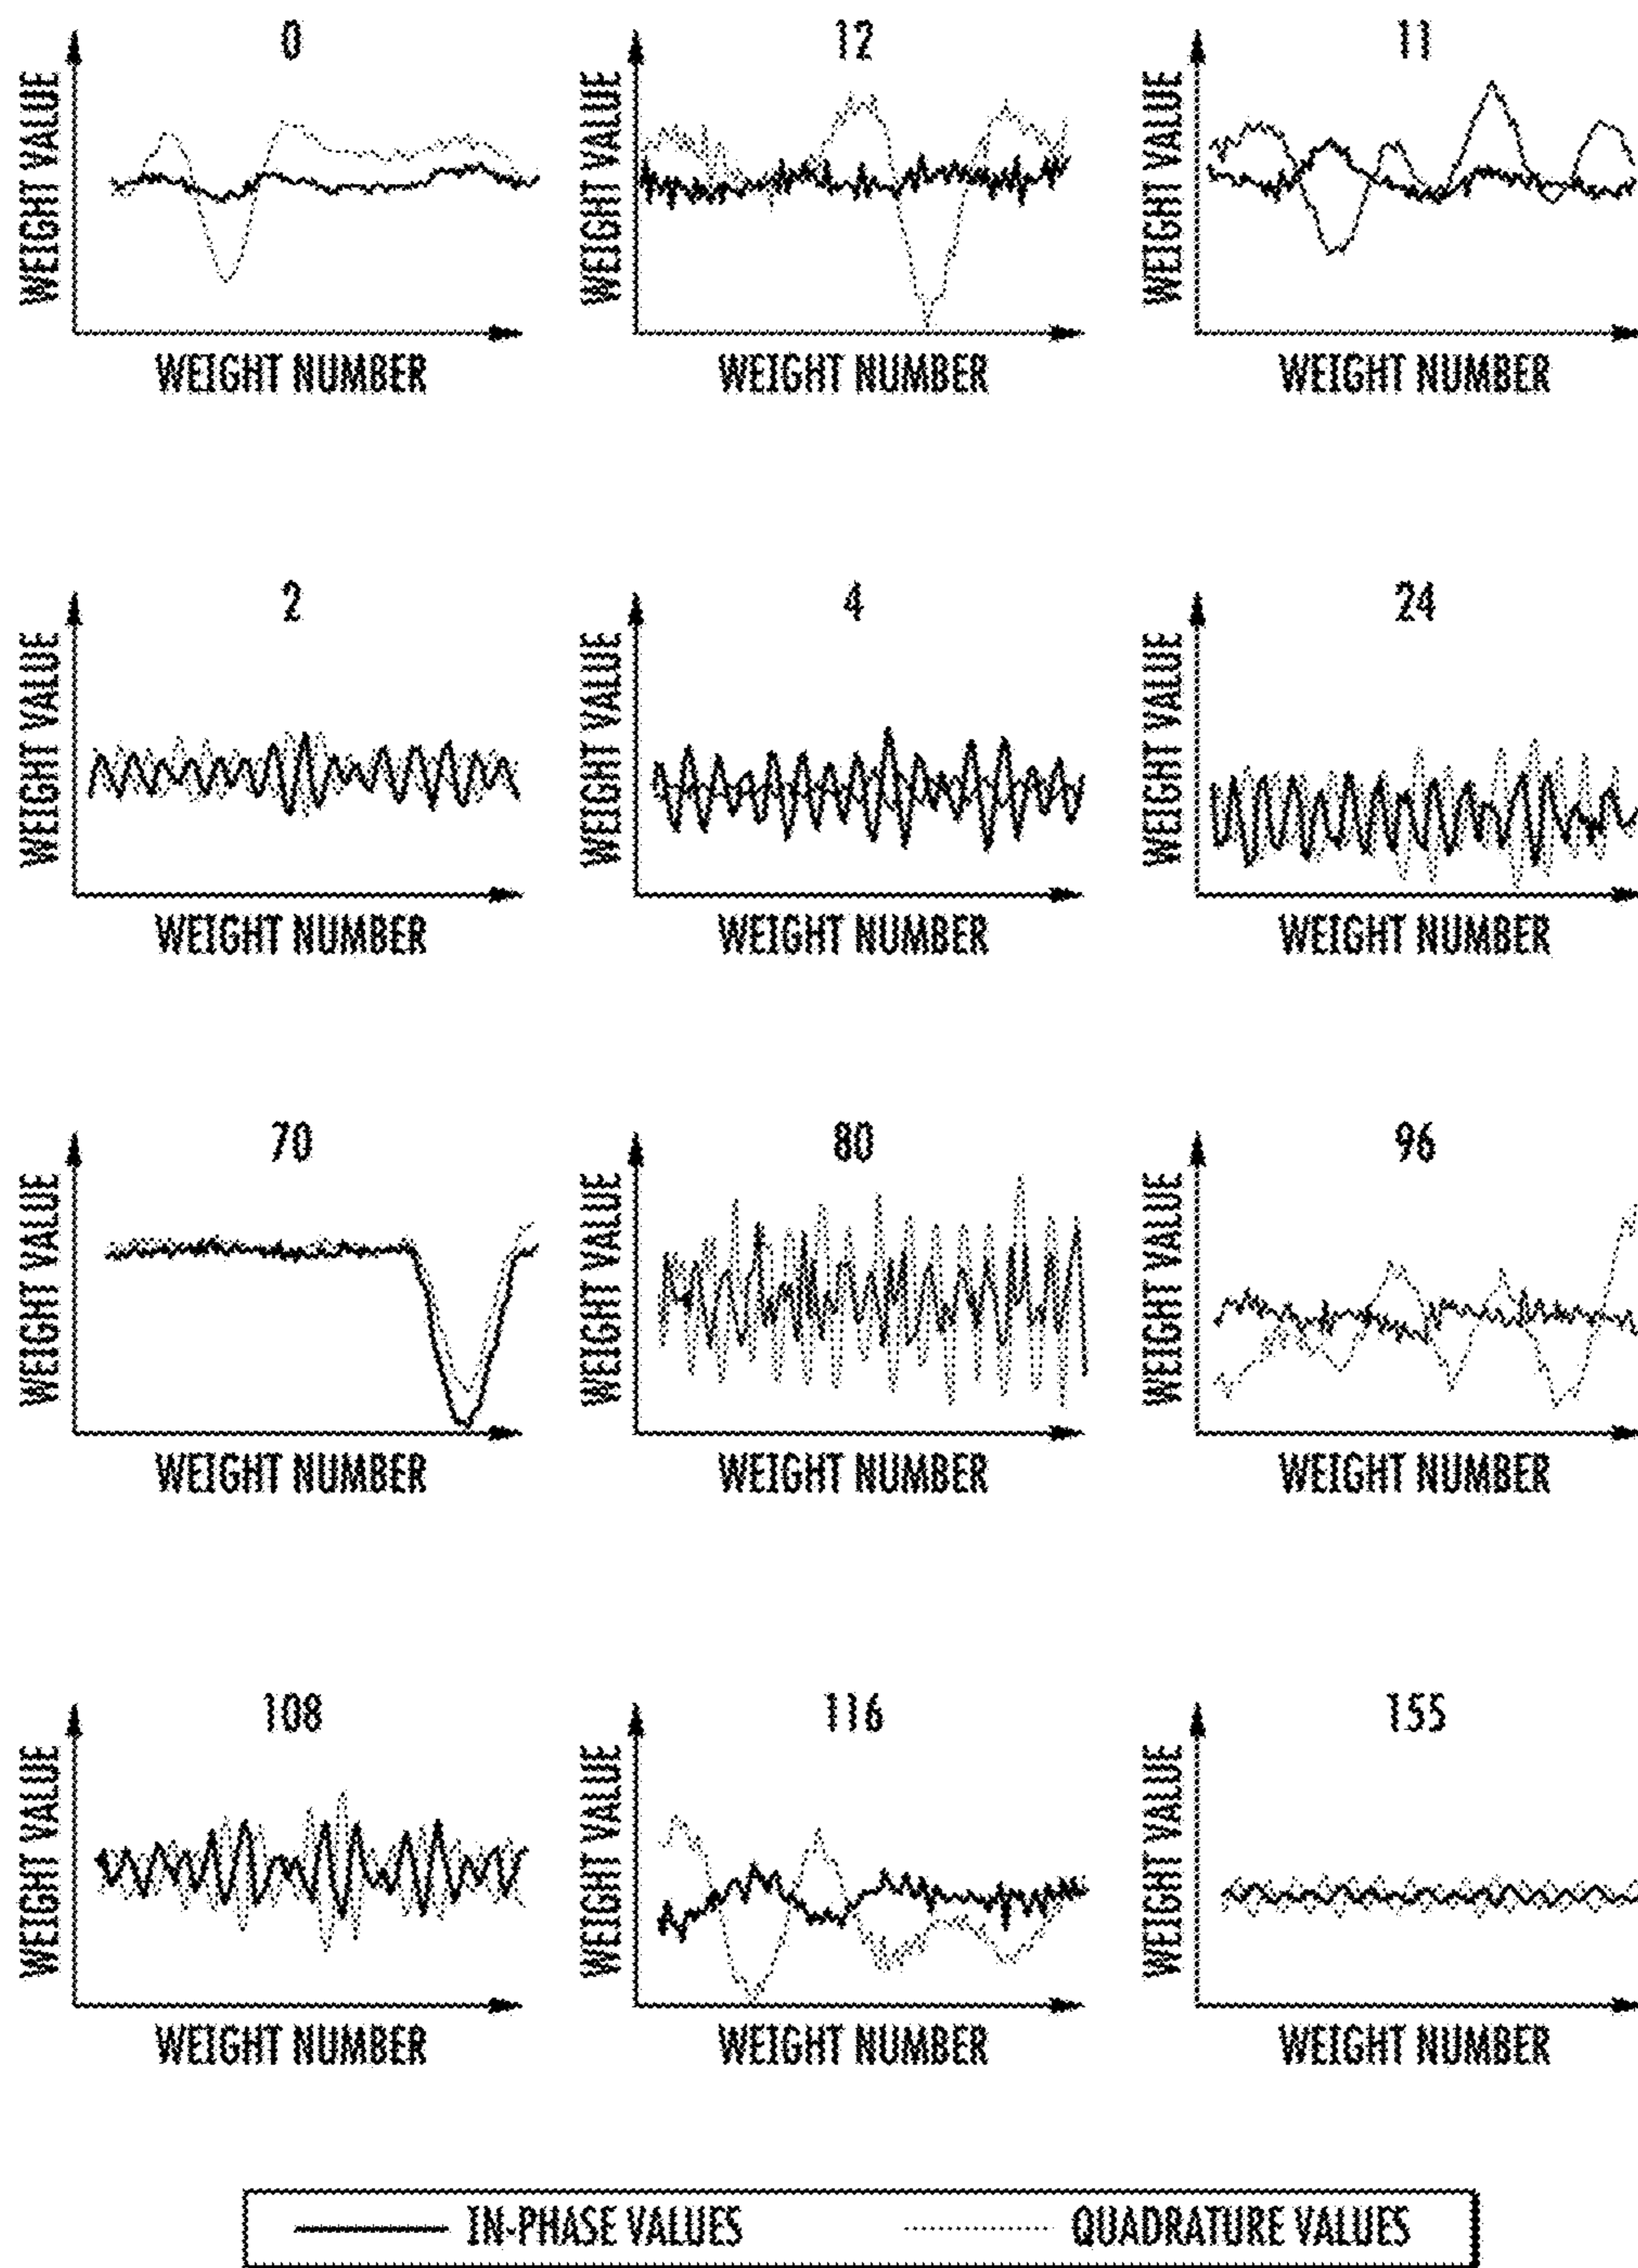 0
WEIGHT VALUE
WEIGHT NUMBER
12
WEIGHT VALUE
WEIGHT NUMBER
11
WEIGHT VALUE
WEIGHT NUMBER
2
WEIGHT VALUE
WEIGHT NUMBER
4
WEIGHT VALUE
WEIGHT NUMBER
24
WEIGHT VALUE
WEIGHT NUMBER
70
WEIGHT VALUE
WEIGHT NUMBER
80
WEIGHT VALUE
WEIGHT NUMBER
96
WEIGHT VALUE
WEIGHT NUMBER
108
WEIGHT VALUE
WEIGHT NUMBER
116
WEIGHT VALUE
WEIGHT NUMBER
155
WEIGHT VALUE
WEIGHT NUMBER
IN-PHASE VALUES
QUADRATURE VALUES